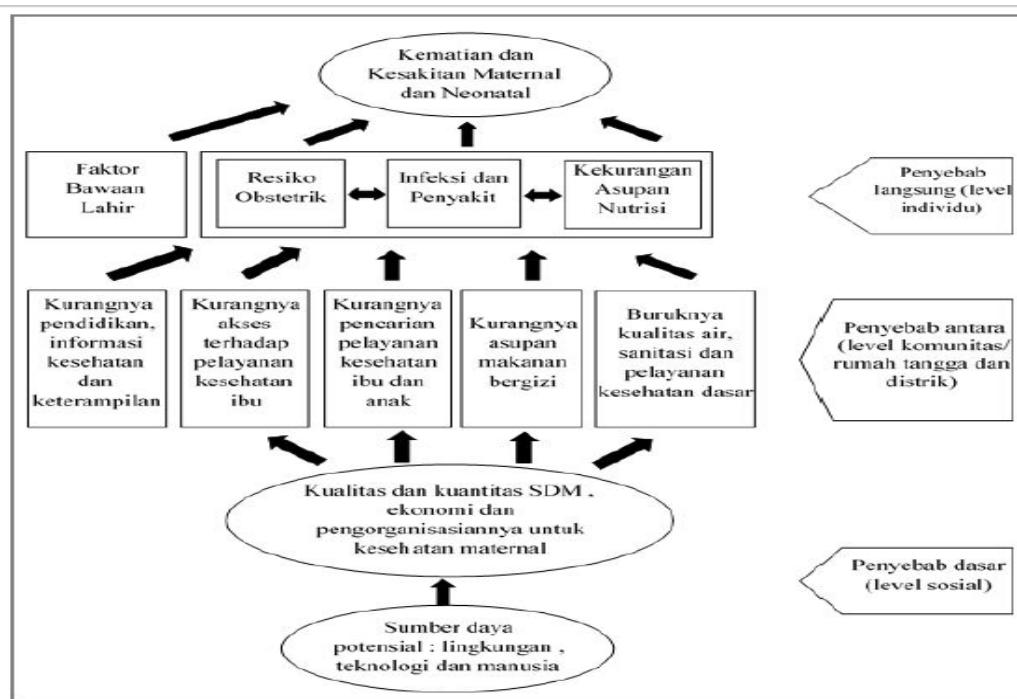 Kematian dan
Kesakitan Maternal
dan Neonatal
Faktor
Bawaan
Lahir
Resiko
Obstetrik
Infeksi dan
Penyakit
Kekurangan
Asupan
Nutrisi
Penyebab
langsung (level
individu)
Kurangnya
pendidikan,
informasi
kesehatan
dan
keterampilan
Kurangnya
akses
terhadap
pelayanan
kesehatan
ibu
Kurangnya
pencarian
pelayanan
kesehatan
ibu dan
anak
Kurangnya
asupan
makanan
bergizi
Buruknya
kualitas air,
sanitasi dan
pelayanan
kesehatan dasar
Penyebab antara
(level komunitas/
rumah tangga dan
distrik)
Kualitas dan kuantitas SDM ,
ekonomi dan
pengorganisasiannya untuk
kesehatan maternal
Penyebab dasar
(level sosial)
Sumber daya
potensial : lingkungan ,
teknologi dan manusia